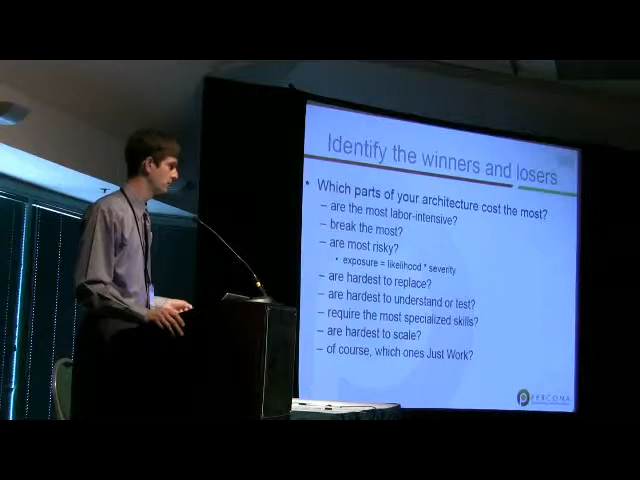 Identify the winners and losers
• Which parts of your architecture cost the most?
– are the most labor-intensive?
– break the most?
– are most risky?
• exposure = likelihood * severity
– are hardest to replace?
– are hardest to understand or test?
– require the most specialized skills?
– are hardest to scale?
– of course, which ones Just Work?
PERCONA